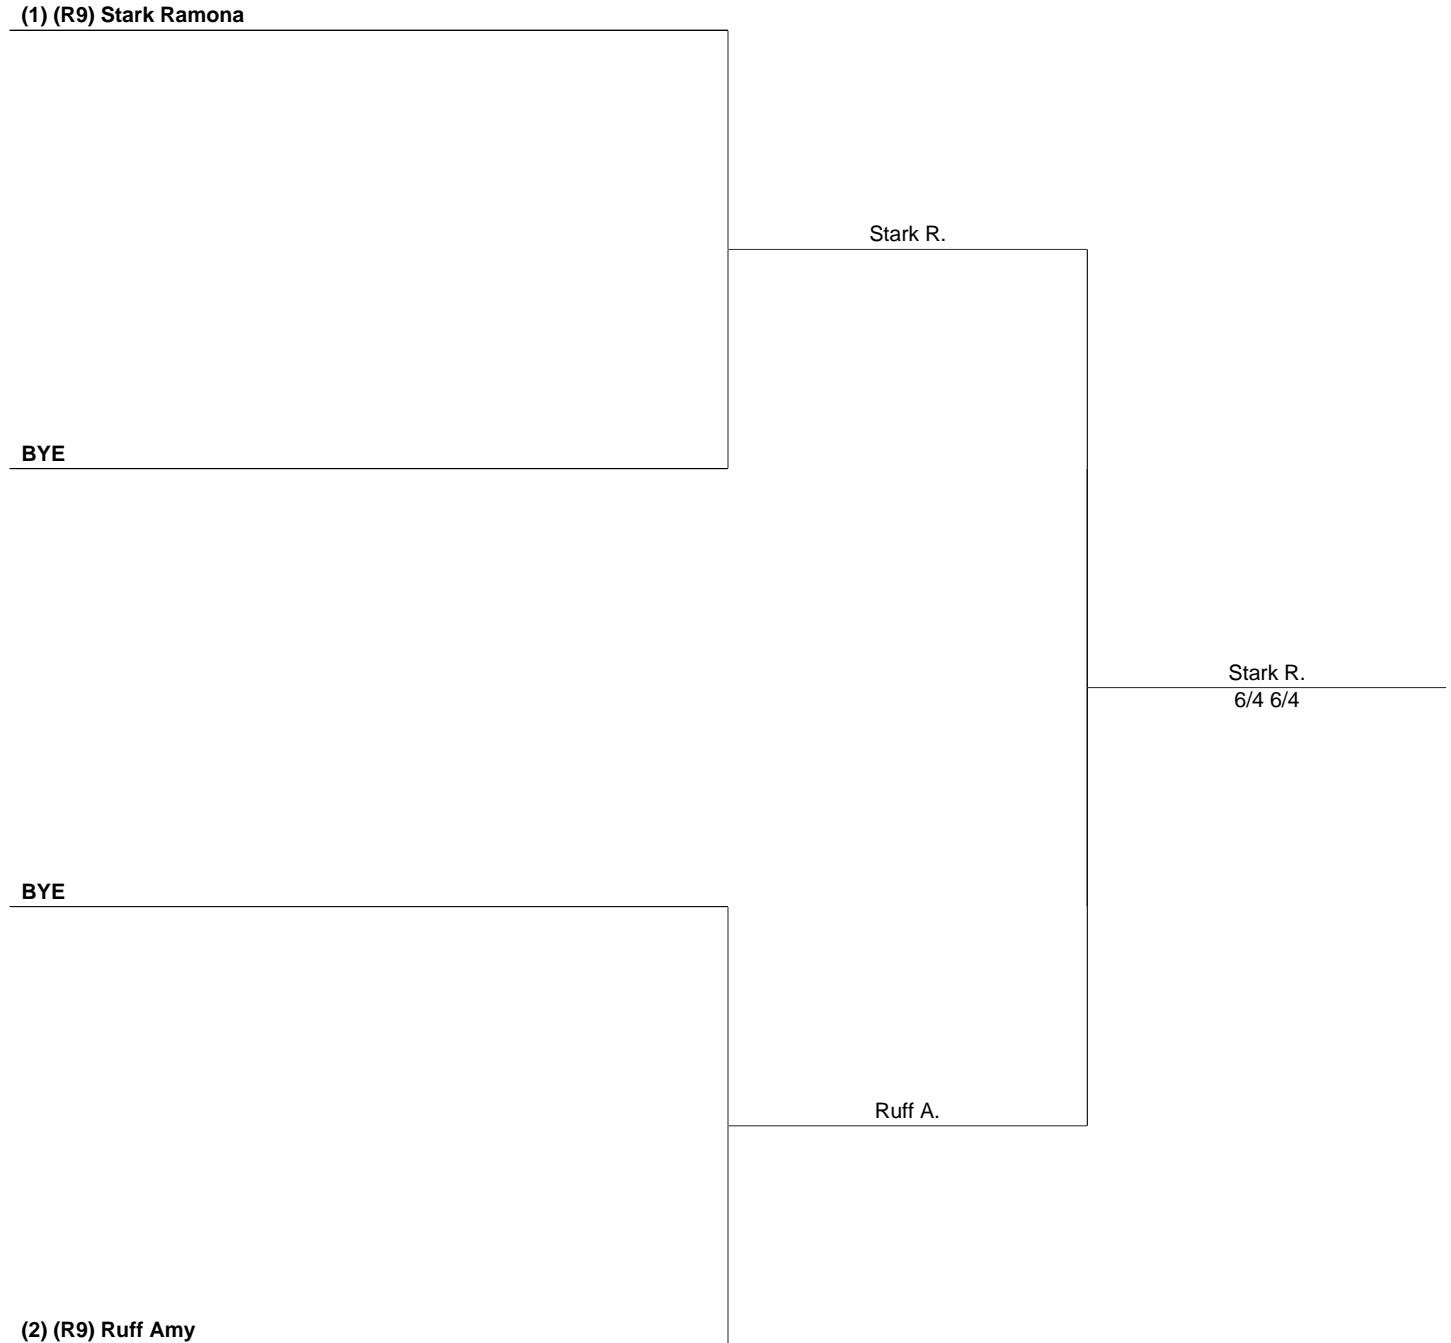 (1) (R9) Stark Ramona
Stark R.
BYE
Stark R.
6/4 6/4
BYE
Ruff A.
(2) (R9) Ruff Amy